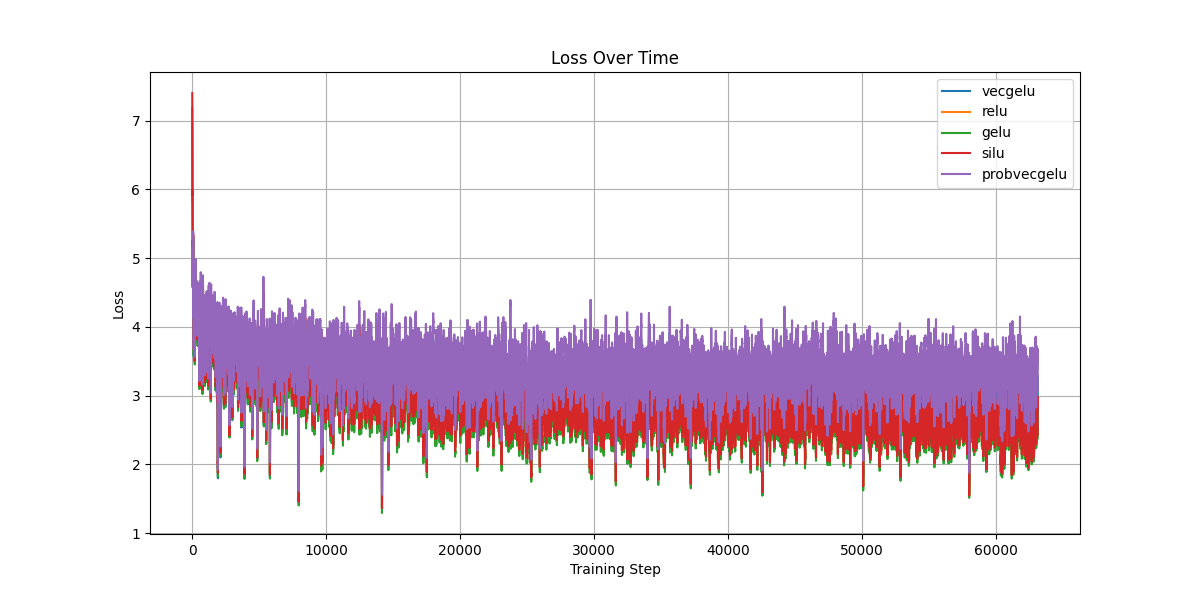 Loss Over Time
7
6
5
4
3
2
1
Loss
0
10000
20000
30000
40000
50000
60000
Training Step
vecgelu
relu
gelu
silu
probvecgelu